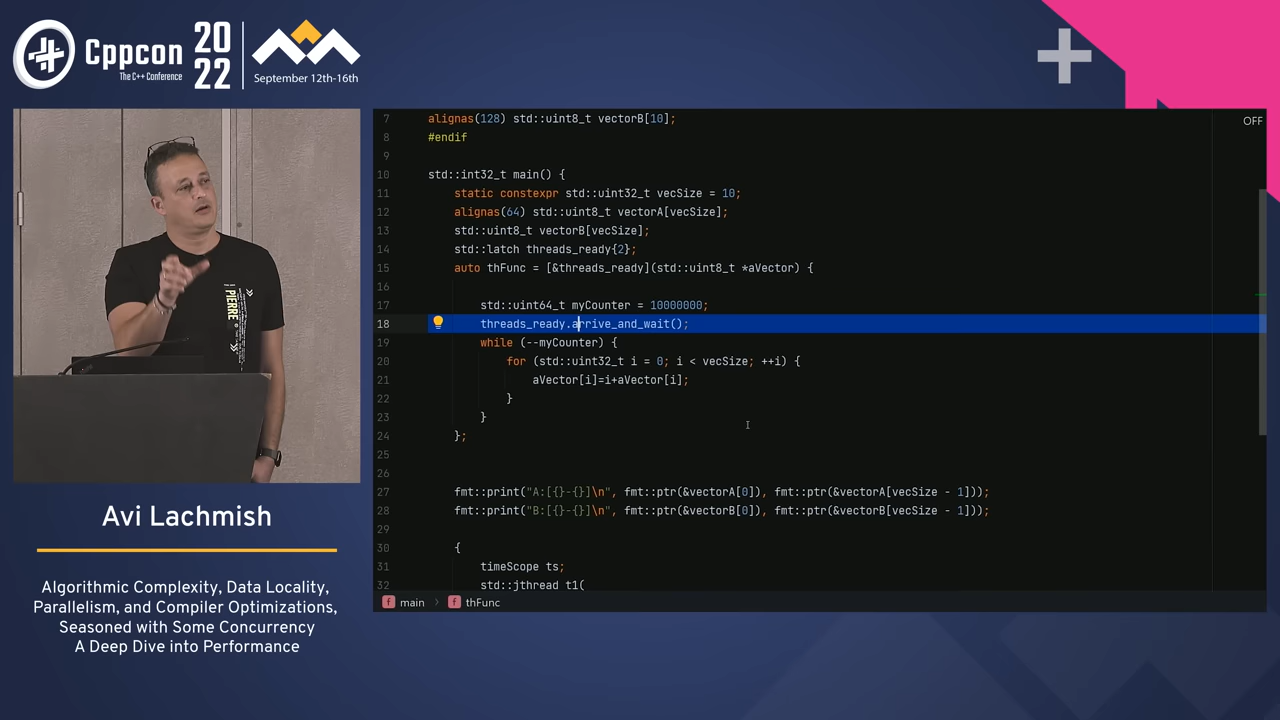 Cppcon
The C++ Conference
20
22
September 12th-16th
PIERRE
Avi Lachmish
Algorithmic Complexity, Data Locality,
Parallelism, and Compiler Optimizations,
Seasoned with Some Concurrency
A Deep Dive into Performance
OFF
7 alignas(128) std::uint8_t vectorB[10];
8 #endif
9
10 std::int32_t main() {
11 static constexpr std::uint32_t vecSize = 10;
12 alignas(64) std::uint8_t vectorA[vecSize];
13 std::uint8_t vectorB[vecSize];
14 std::latch threads_ready{2};
15 auto thFunc = [&threads_ready](std::uint8_t *aVector) {
16
17 std::uint64_t myCounter = 10000000;
18 threads_ready.arrive_and_wait();
19 while (--myCounter) {
20 for (std::uint32_t i = 0; i < vecSize; ++i) {
21 aVector[i]=i+aVector[i];
22 }
23 }
24 };
25
26
27 fmt::print("A:[{}-{}]\n", fmt::ptr(&vectorA[0]), fmt::ptr(&vectorA[vecSize - 1]));
28 fmt::print("B:[{}-{}]\n", fmt::ptr(&vectorB[0]), fmt::ptr(&vectorB[vecSize - 1]));
29
30 {
31 timeScope ts;
32 std::jthread t1(
f main > f thFunc